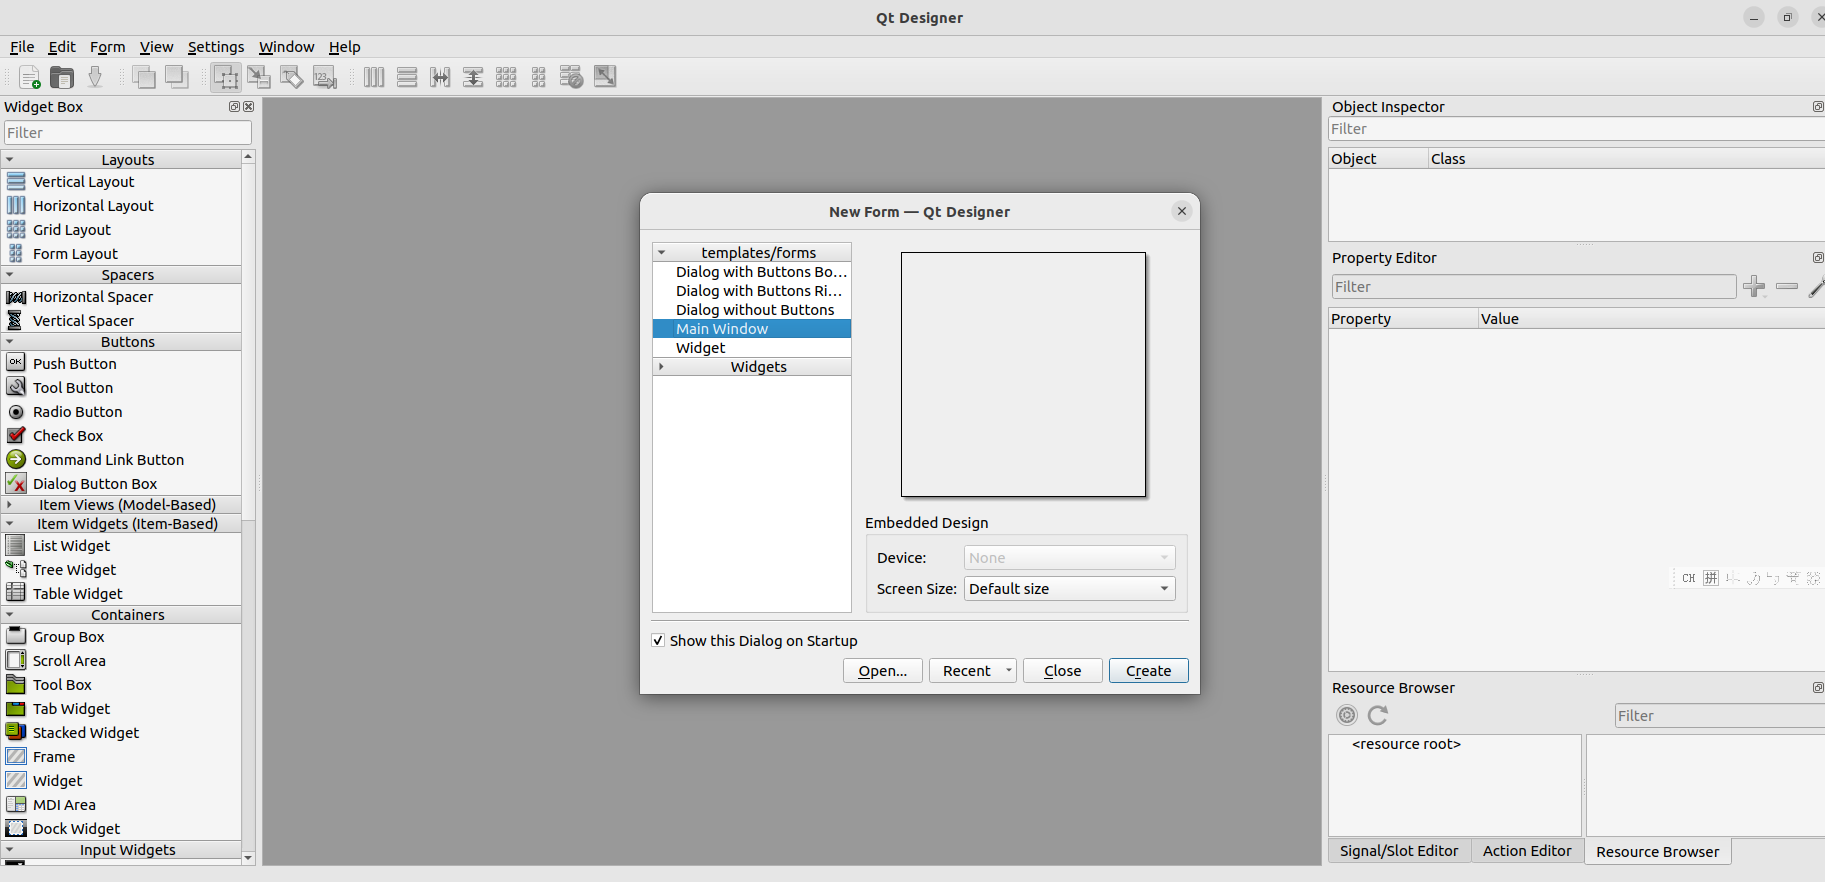 Qt Designer
File Edit Form View Settings Window Help
Widget Box
Filter
Layouts
Vertical Layout
Horizontal Layout
Grid Layout
Form Layout
Spacers
Horizontal Spacer
Vertical Spacer
Buttons
OK Push Button
Tool Button
Radio Button
Check Box
Command Link Button
Dialog Button Box
Item Views (Model-Based)
Item Widgets (Item-Based)
List Widget
Tree Widget
Table Widget
Containers
Group Box
Scroll Area
Tool Box
Tab Widget
Stacked Widget
Frame
Widget
MDI Area
Dock Widget
Input Widgets
New Form — Qt Designer
templates/forms
Dialog with Buttons Bo...
Dialog with Buttons Ri...
Dialog without Buttons
Main Window
Widget
Widgets
Embedded Design
Device: None
Screen Size: Default size
Show this Dialog on Startup
Open... Recent Close Create
Object Inspector
Filter
Object Class
Property Editor
Filter
Property Value
CH 拼
Resource Browser
Filter
<resource root>
Signal/Slot Editor Action Editor Resource Browser